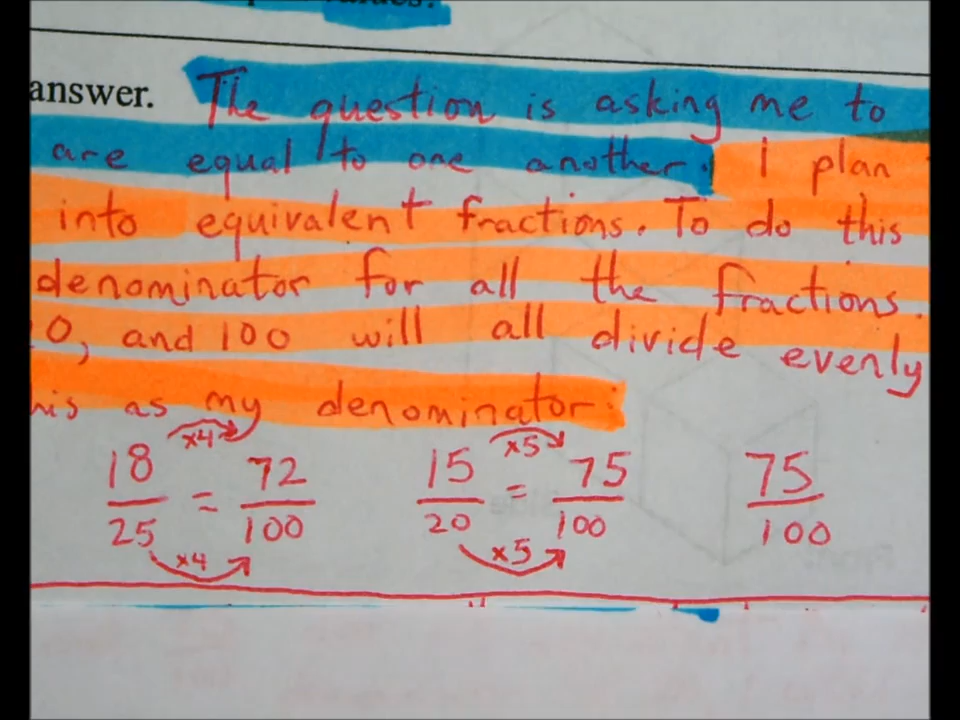 answer. The question is asking me to
are equal to one another. I plan
into equivalent fractions. To do this
denominator for all the fractions.
0, and 100 will all divide evenly
as my denominator:
x4 x5
18/25 = 72/100 15/20 = 75/100 75/100
x4 x5